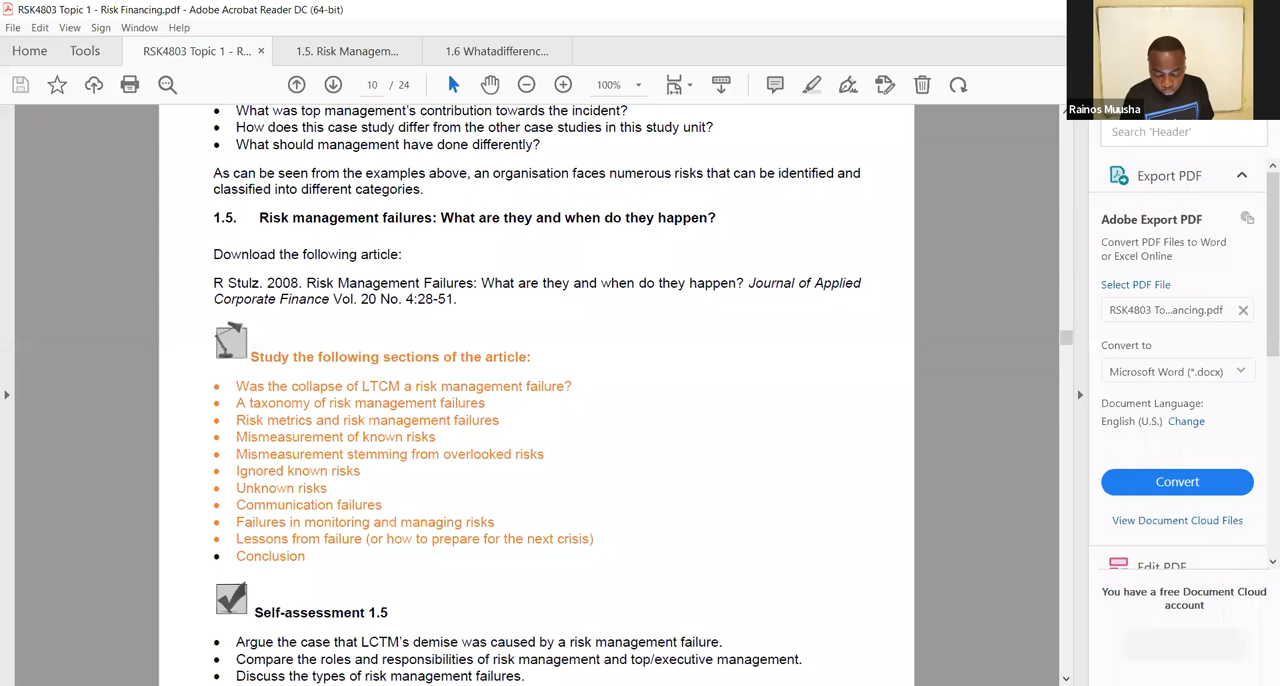 RSK4803 Topic 1 - Risk Financing.pdf - Adobe Acrobat Reader DC (64-bit)
File Edit View Sign Window Help
Home Tools RSK4803 Topic 1 - R... × 1.5. Risk Managem... 1.6 Whatadifferenc...
10 / 24 100%
Rainos Muusha
Search 'Header'
What was top management's contribution towards the incident?
• How does this case study differ from the other case studies in this study unit?
• What should management have done differently?
As can be seen from the examples above, an organisation faces numerous risks that can be identified and
classified into different categories.
1.5. Risk management failures: What are they and when do they happen?
Download the following article:
R Stulz. 2008. Risk Management Failures: What are they and when do they happen? Journal of Applied
Corporate Finance Vol. 20 No. 4:28-51.
Study the following sections of the article:
• Was the collapse of LTCM a risk management failure?
• A taxonomy of risk management failures
• Risk metrics and risk management failures
• Mismeasurement of known risks
• Mismeasurement stemming from overlooked risks
• Ignored known risks
• Unknown risks
• Communication failures
• Failures in monitoring and managing risks
• Lessons from failure (or how to prepare for the next crisis)
• Conclusion
Self-assessment 1.5
• Argue the case that LCTM's demise was caused by a risk management failure.
• Compare the roles and responsibilities of risk management and top/executive management.
• Discuss the types of risk management failures.
Export PDF
Adobe Export PDF
Convert PDF Files to Word
or Excel Online
Select PDF File
RSK4803 To...ancing.pdf
Convert to
Microsoft Word (*.docx)
Document Language:
English (U.S.) Change
Convert
View Document Cloud Files
Edit PDF
You have a free Document Cloud
account